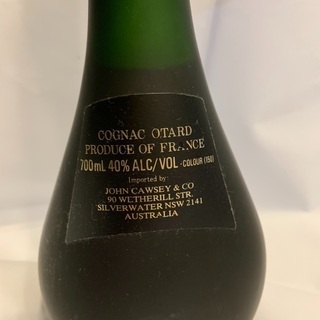 COGNAC OTARD
PRODUCE OF FRANCE
700mL 40% ALC/VOL - COLOUR (150)
Imported by:
JOHN CAWSEY & CO
90 WETHERILL STR.
SILVERWATER NSW 2141
AUSTRALIA